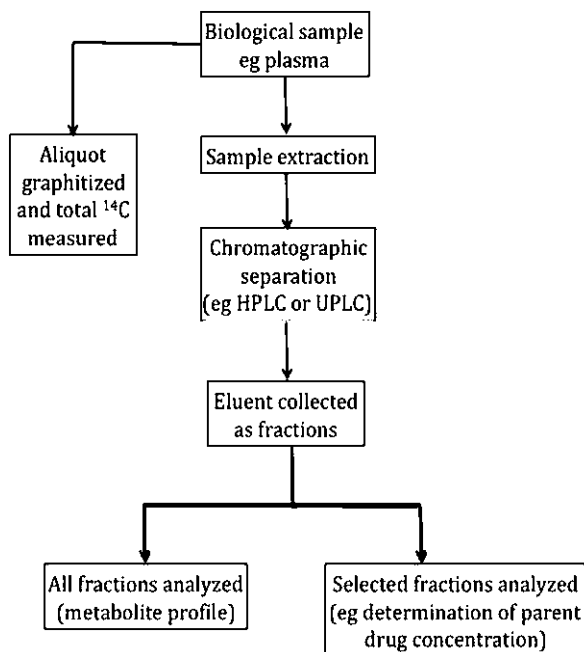 Biological sample
eg plasma
Aliquot
graphitized
and total ¹⁴C
measured
Sample extraction
Chromatographic
separation
(eg HPLC or UPLC)
Eluent collected
as fractions
All fractions analyzed
(metabolite profile)
Selected fractions analyzed
(eg determination of parent
drug concentration)